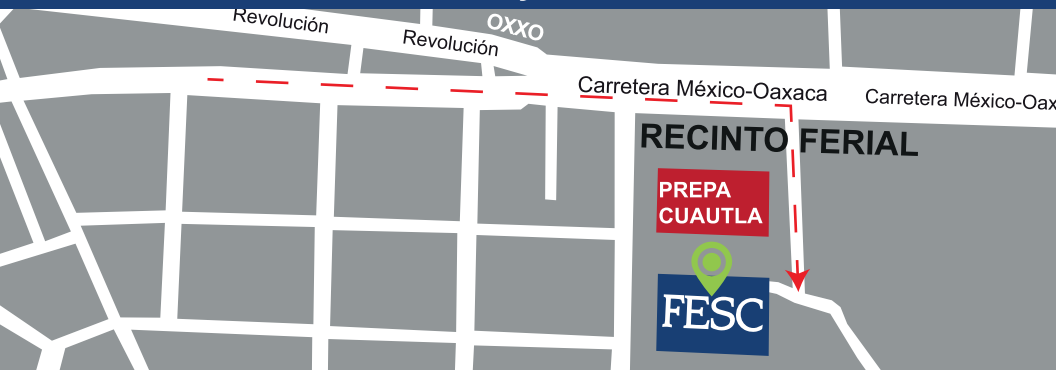 Revolución
OXXO
Revolución
Carretera México-Oaxaca
Carretera México-Oax
RECINTO FERIAL
PREPA
CUAUTLA
FESC